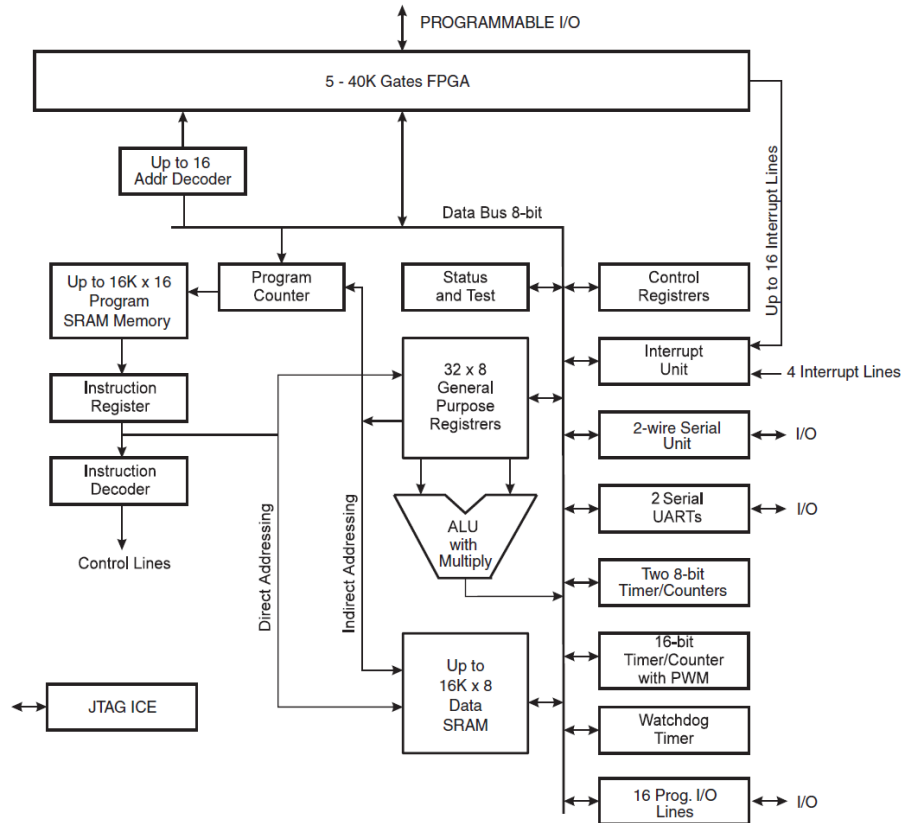 PROGRAMMABLE I/O
5 - 40K Gates FPGA
Up to 16
Addr Decoder
Up to 16 Interrupt Lines
Data Bus 8-bit
Up to 16K x 16
Program
SRAM Memory
Program
Counter
Status
and Test
Control
Registrers
Instruction
Register
32 x 8
General
Purpose
Registrers
Interrupt
Unit
4 Interrupt Lines
Instruction
Decoder
2-wire Serial
Unit
I/O
Control Lines
Direct Addressing
Indirect Addressing
ALU
with
Multiply
2 Serial
UARTs
I/O
Two 8-bit
Timer/Counters
Up to
16K x 8
Data
SRAM
16-bit
Timer/Counter
with PWM
JTAG ICE
Watchdog
Timer
16 Prog. I/O
Lines
I/O